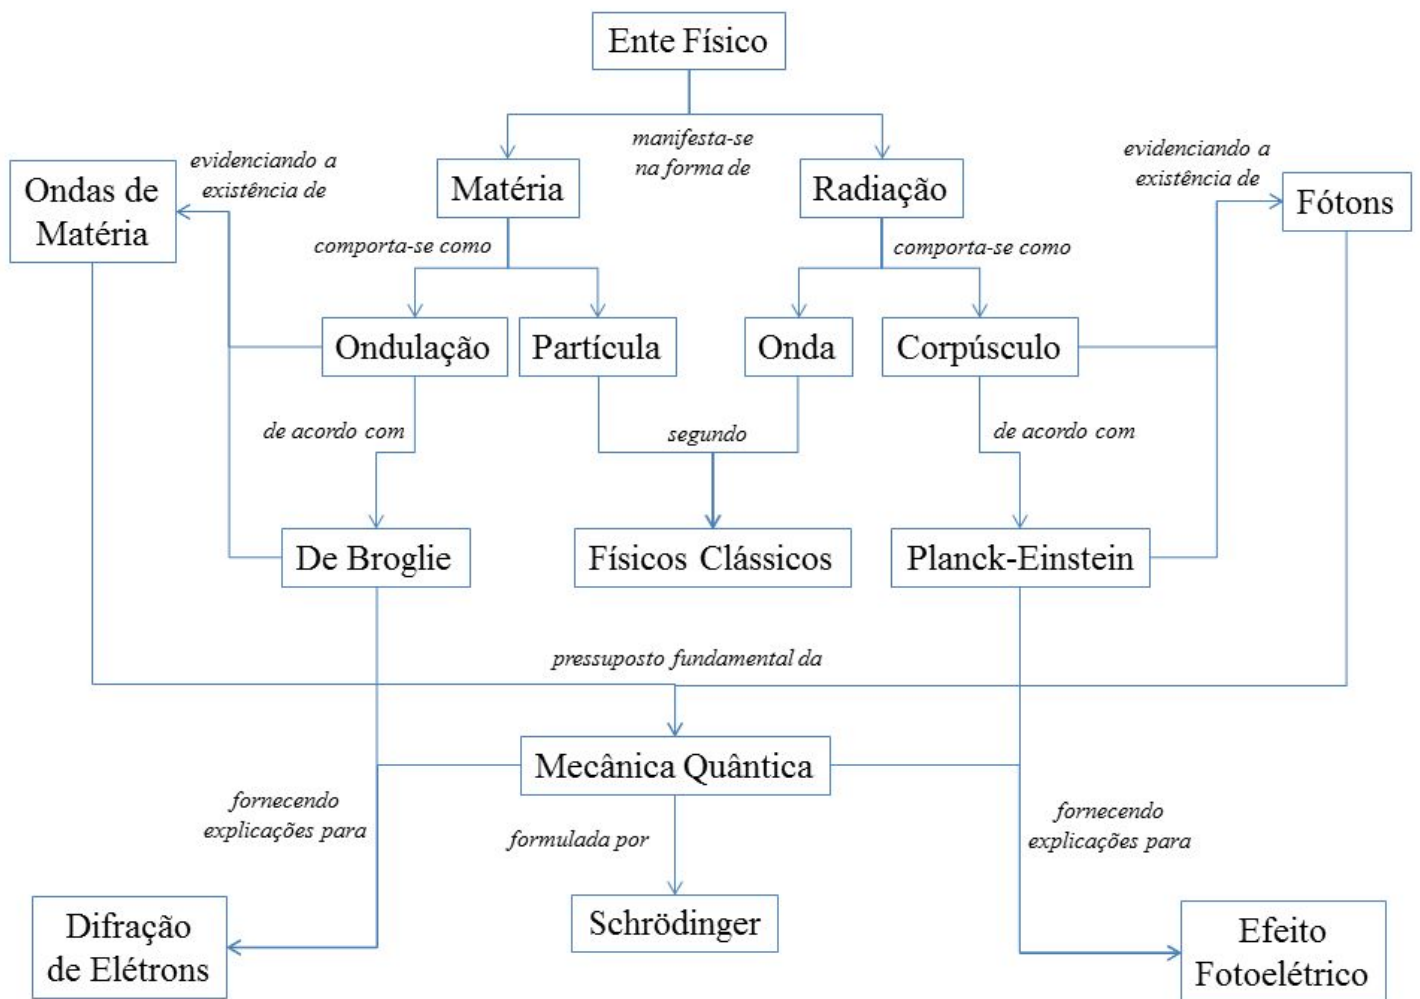 Ente Físico
manifesta-se
na forma de
evidenciando a
existência de
evidenciando a
existência de
Ondas de
Matéria
Matéria
Radiação
Fótons
comporta-se como
comporta-se como
Ondulação
Partícula
Onda
Corpúsculo
de acordo com
segundo
de acordo com
De Broglie
Físicos Clássicos
Planck-Einstein
pressuposto fundamental da
Mecânica Quântica
fornecendo
explicações para
formulada por
fornecendo
explicações para
Difração
de Elétrons
Schrödinger
Efeito
Fotoelétrico